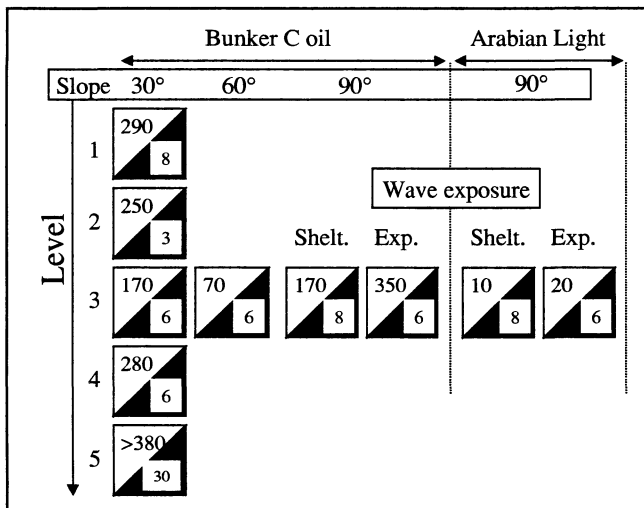 Bunker C oil Arabian Light
Slope 30° 60° 90° 90°
1 290 8
Wave exposure
2 250 3
Shelt. Exp. Shelt. Exp.
Level
3 170 6 70 6 170 8 350 6 10 8 20 6
4 280 6
5 >380 30